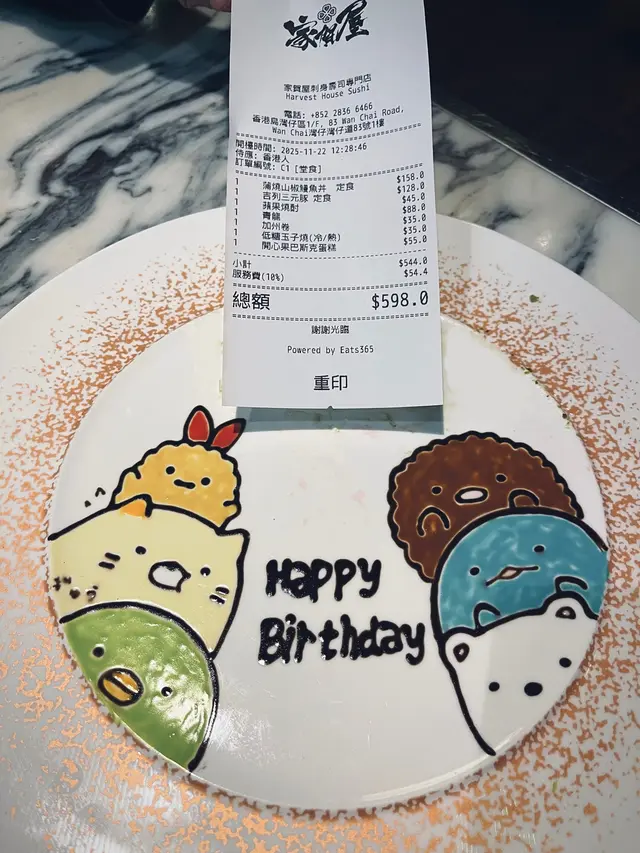 家賀屋
家賀屋刺身壽司專門店
Harvest House Sushi
電話: +852 2836 6466
香港島灣仔區1/F, 83 Wan Chai Road,
Wan Chai灣仔灣仔道83號1樓
開檯時間: 2025-11-22 12:28:46
待應: 香港人
訂單編號: C1 [堂食]
1 蒲燒山椒鰻魚丼 定食 $158.0
1 吉列三元豚 定食 $128.0
1 蘋果燒酎 $45.0
1 青龍 $88.0
1 加州卷 $35.0
1 低糖玉子燒(冷/熱) $35.0
1 開心果巴斯克蛋糕 $55.0
小計 $544.0
服務費(10%) $54.4
總額 $598.0
謝謝光臨
Powered by Eats365
重印
Happy
Birthday